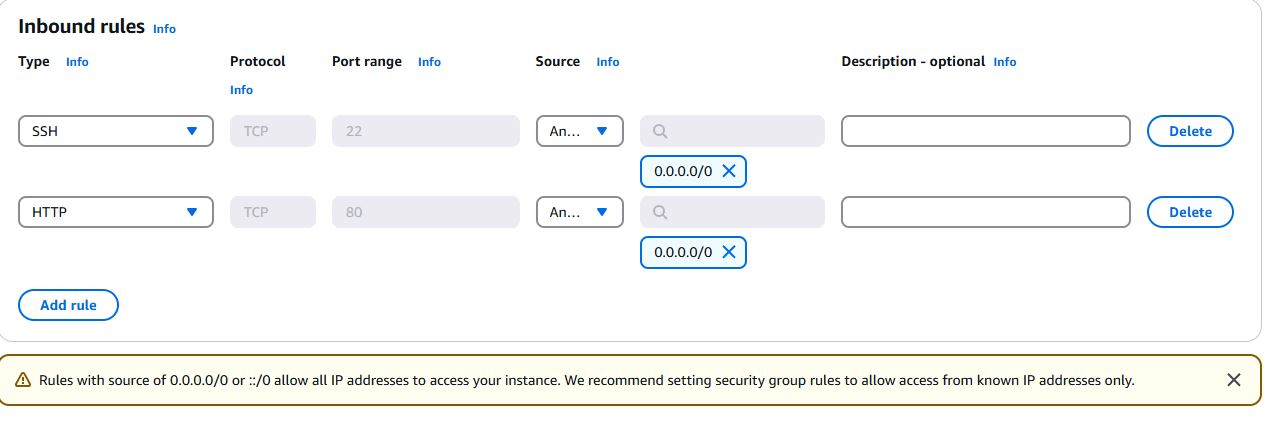 Inbound rules Info
Type Info Protocol Info Port range Info Source Info Description - optional Info
SSH TCP 22 An... Delete
0.0.0.0/0
HTTP TCP 80 An... Delete
0.0.0.0/0
Add rule
Rules with source of 0.0.0.0/0 or ::/0 allow all IP addresses to access your instance. We recommend setting security group rules to allow access from known IP addresses only.